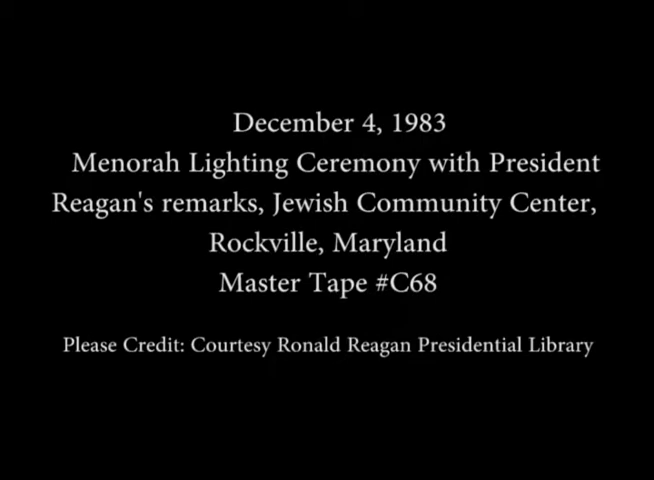 December 4, 1983
Menorah Lighting Ceremony with President
Reagan's remarks, Jewish Community Center,
Rockville, Maryland
Master Tape #C68
Please Credit: Courtesy Ronald Reagan Presidential Library